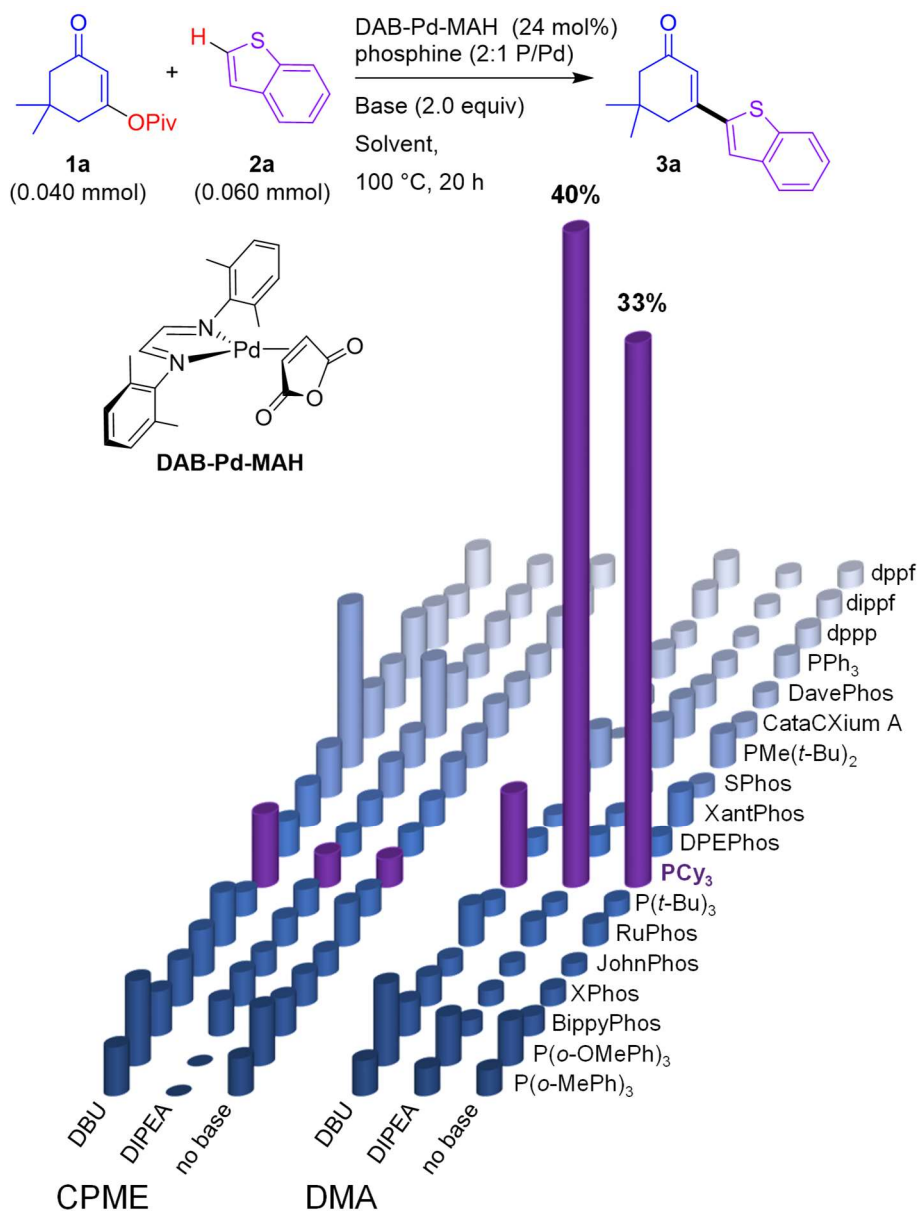 O
OPiv
1a
(0.040 mmol)
+
H
S
2a
(0.060 mmol)
DAB-Pd-MAH (24 mol%)
phosphine (2:1 P/Pd)
Base (2.0 equiv)
Solvent,
100 °C, 20 h
O
S
3a
40%
33%
N
N
Pd
O
O
O
DAB-Pd-MAH
dppf
dippf
dppp
PPh3
DavePhos
CataCXium A
PMe(t-Bu)2
SPhos
XantPhos
DPEPhos
PCy3
P(t-Bu)3
RuPhos
JohnPhos
XPhos
BippyPhos
P(o-OMePh)3
P(o-MePh)3
DBU
DIPEA
no base
DBU
DIPEA
no base
CPME
DMA